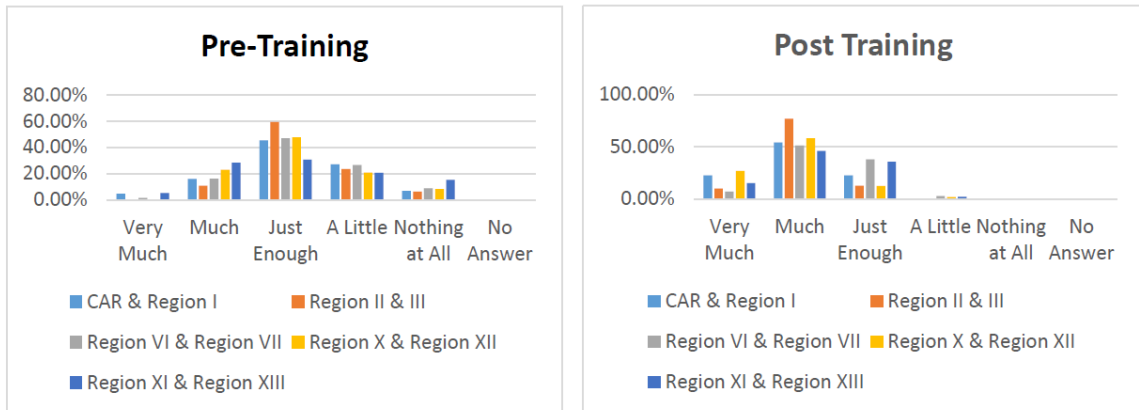 Pre-Training
80.00%
60.00%
40.00%
20.00%
0.00%
Very Much
Much
Just Enough
A Little
Nothing at All
No Answer
CAR & Region I
Region II & III
Region VI & Region VII
Region X & Region XII
Region XI & Region XIII
Post Training
100.00%
50.00%
0.00%
Very Much
Much
Just Enough
A Little
Nothing at All
No Answer
CAR & Region I
Region II & III
Region VI & Region VII
Region X & Region XII
Region XI & Region XIII